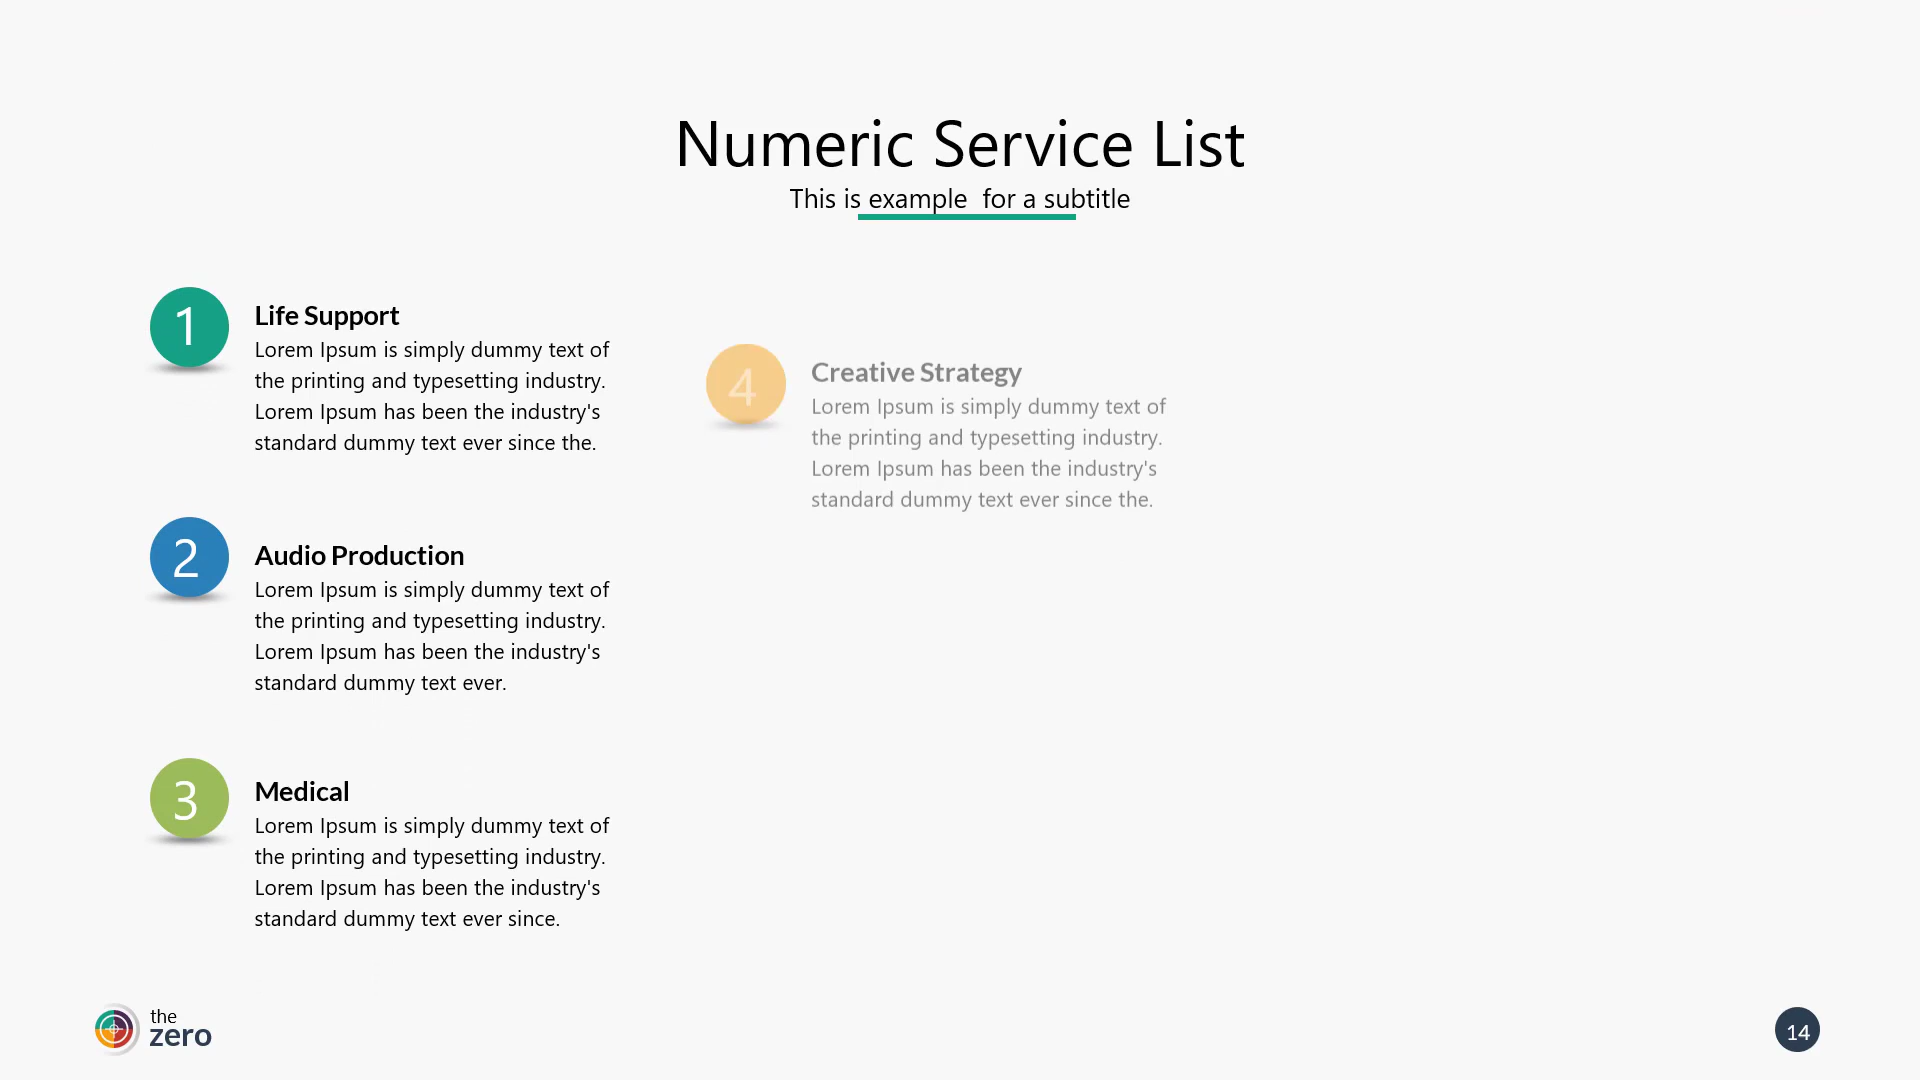 Numeric Service List
This is example  for a subtitle
1
Life Support
Lorem Ipsum is simply dummy text of
the printing and typesetting industry.
Lorem Ipsum has been the industry's
standard dummy text ever since the.
2
Audio Production
Lorem Ipsum is simply dummy text of
the printing and typesetting industry.
Lorem Ipsum has been the industry's
standard dummy text ever.
3
Medical
Lorem Ipsum is simply dummy text of
the printing and typesetting industry.
Lorem Ipsum has been the industry's
standard dummy text ever since.
4
Creative Strategy
Lorem Ipsum is simply dummy text of
the printing and typesetting industry.
Lorem Ipsum has been the industry's
standard dummy text ever since the.
the
zero
14